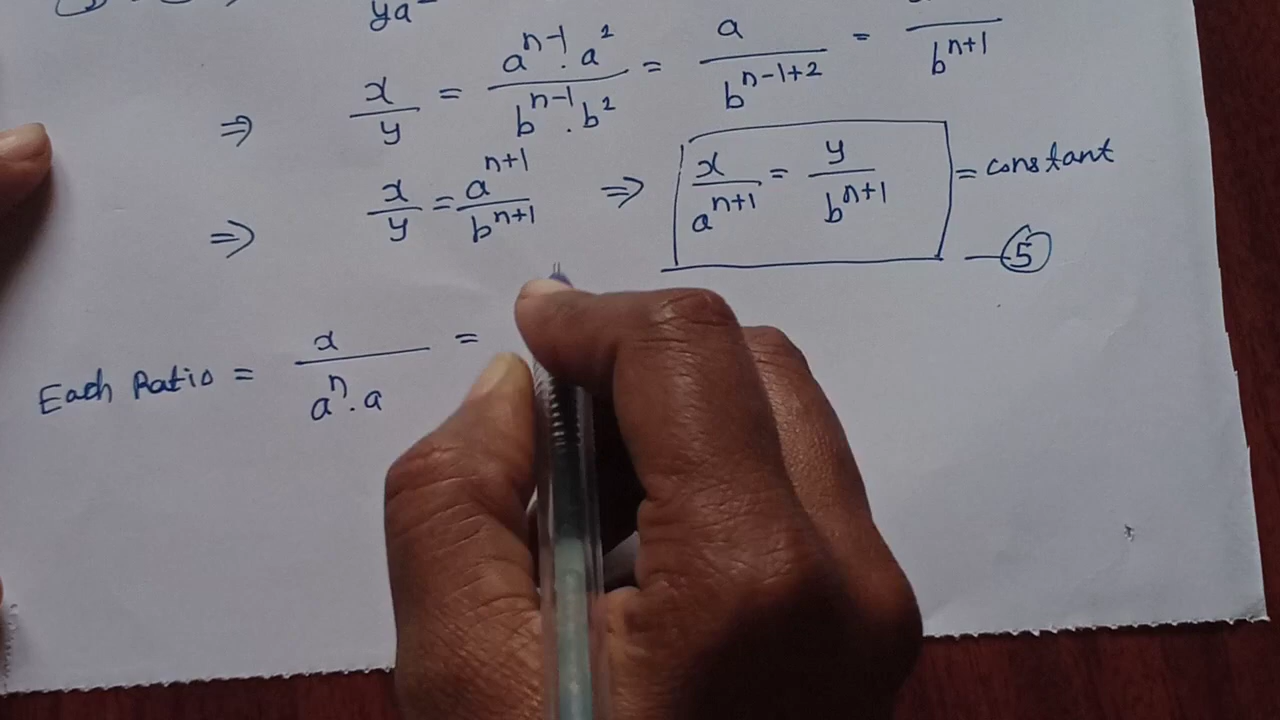 ya
⇒ x/y = a^{n-1} . a^2 / b^{n-1} . b^2 = a / b^{n-1+2} = / b^{n+1}
⇒ x/y = a^{n+1} / b^{n+1} ⇒ x / a^{n+1} = y / b^{n+1} = constant
— 5
Each Ratio = x / a^n . a =